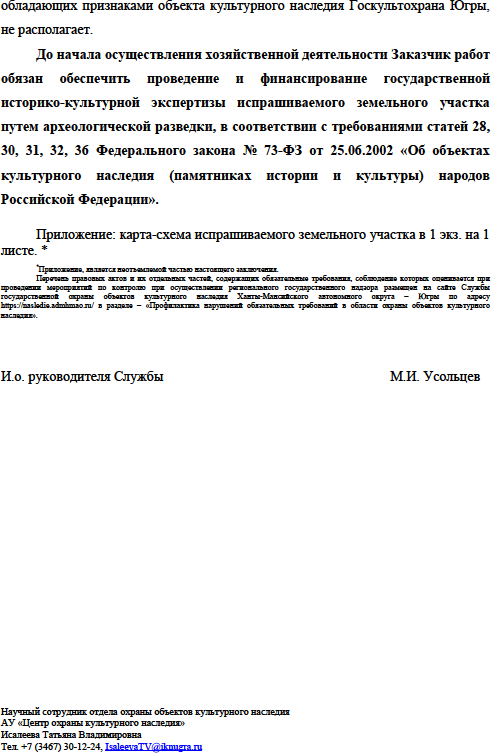 обладающих признаками объекта культурного наследия Госкультохрана Югры,
не располагает.
До начала осуществления хозяйственной деятельности Заказчик работ
обязан обеспечить проведение и финансирование государственной
историко-культурной экспертизы испрашиваемого земельного участка
путем археологической разведки, в соответствии с требованиями статей 28,
30, 31, 32, 36 Федерального закона № 73-ФЗ от 25.06.2002 «Об объектах
культурного наследия (памятниках истории и культуры) народов
Российской Федерации».
Приложение: карта-схема испрашиваемого земельного участка в 1 экз. на 1
листе. *
*Приложение, является неотъемлемой частью настоящего заключения.
Перечень правовых актов и их отдельных частей, содержащих обязательные требования, соблюдение которых оценивается при
проведении мероприятий по контролю при осуществлении регионального государственного надзора размещен на сайте Службы
государственной охраны объектов культурного наследия Ханты-Мансийского автономного округа – Югры по адресу
https://nasledie.admhmao.ru/ в разделе – «Профилактика нарушений обязательных требований в области охраны объектов культурного
наследия».
И.о. руководителя Службы М.И. Усольцев
Научный сотрудник отдела охраны объектов культурного наследия
АУ «Центр охраны культурного наследия»
Исалеева Татьяна Владимировна
Тел. +7 (3467) 30-12-24, IsaleevaTV@iknugra.ru